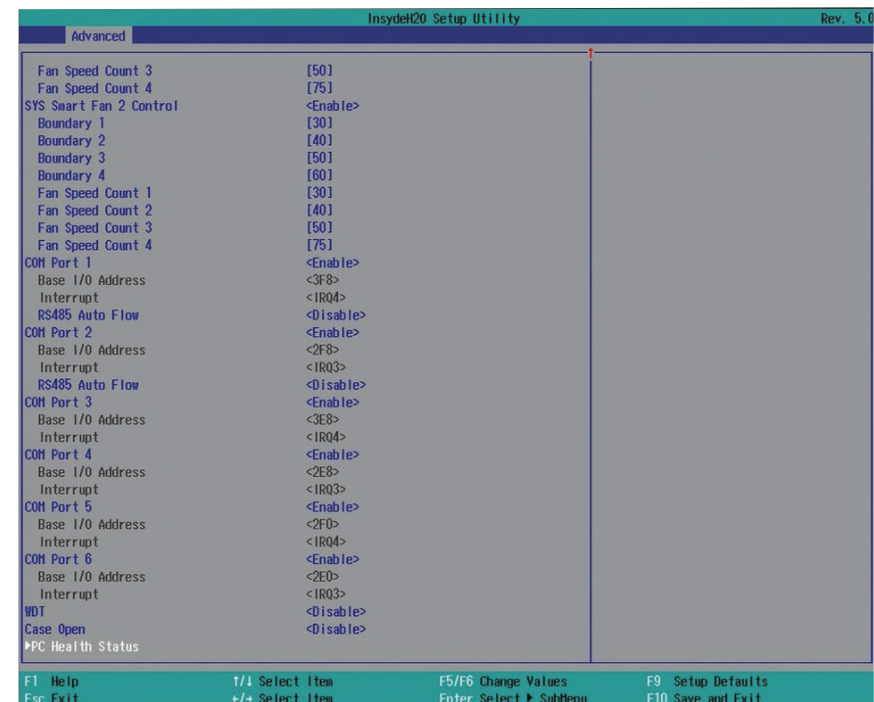 InsydeH2O Setup Utility Rev. 5.0
Advanced
Fan Speed Count 3 [50]
Fan Speed Count 4 [75]
SYS Smart Fan 2 Control <Enable>
Boundary 1 [30]
Boundary 2 [40]
Boundary 3 [50]
Boundary 4 [60]
Fan Speed Count 1 [30]
Fan Speed Count 2 [40]
Fan Speed Count 3 [50]
Fan Speed Count 4 [75]
COM Port 1 <Enable>
Base I/O Address <3F8>
Interrupt <IRQ4>
RS485 Auto Flow <Disable>
COM Port 2 <Enable>
Base I/O Address <2F8>
Interrupt <IRQ3>
RS485 Auto Flow <Disable>
COM Port 3 <Enable>
Base I/O Address <3E8>
Interrupt <IRQ4>
COM Port 4 <Enable>
Base I/O Address <2E8>
Interrupt <IRQ3>
COM Port 5 <Enable>
Base I/O Address <2F0>
Interrupt <IRQ4>
COM Port 6 <Enable>
Base I/O Address <2E0>
Interrupt <IRQ3>
WDT <Disable>
Case Open <Disable>
▶PC Health Status
F1 Help ↑/↓ Select Item F5/F6 Change Values F9 Setup Defaults
Esc Exit ←/→ Select Item Enter Select ▶ SubMenu F10 Save and Exit